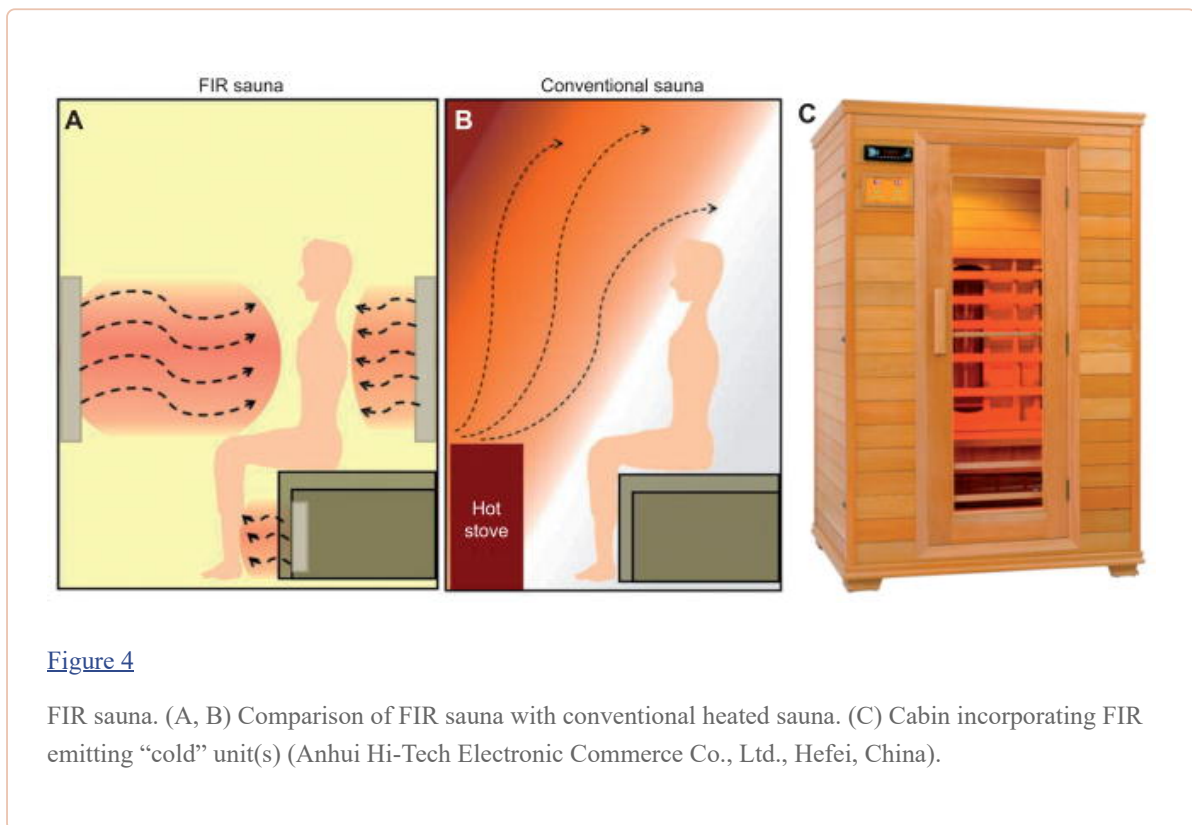 FIR sauna
Conventional sauna
A
B
C
Hot
stove
Figure 4
FIR sauna. (A, B) Comparison of FIR sauna with conventional heated sauna. (C) Cabin incorporating FIR
emitting “cold” unit(s) (Anhui Hi-Tech Electronic Commerce Co., Ltd., Hefei, China).